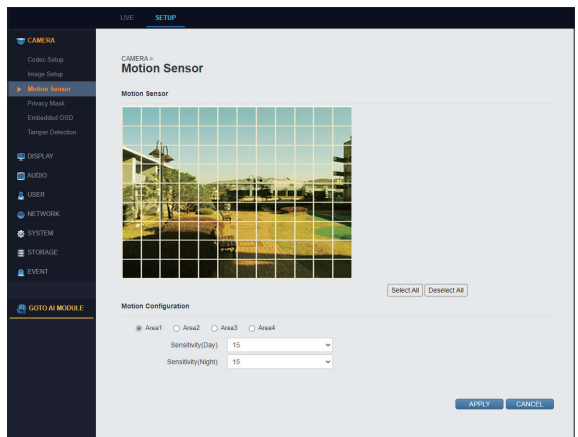 LIVE SETUP
CAMERA
Codec Setup
Image Setup
Motion Sensor
Privacy Mask
Embedded OSD
Tamper Detection
DISPLAY
AUDIO
USER
NETWORK
SYSTEM
STORAGE
EVENT
GOTO AI MODULE
CAMERA >
Motion Sensor
Motion Sensor
Select All Deselect All
Motion Configuration
Area1 Area2 Area3 Area4
Sensitivity(Day) 15
Sensitivity(Night) 15
APPLY CANCEL